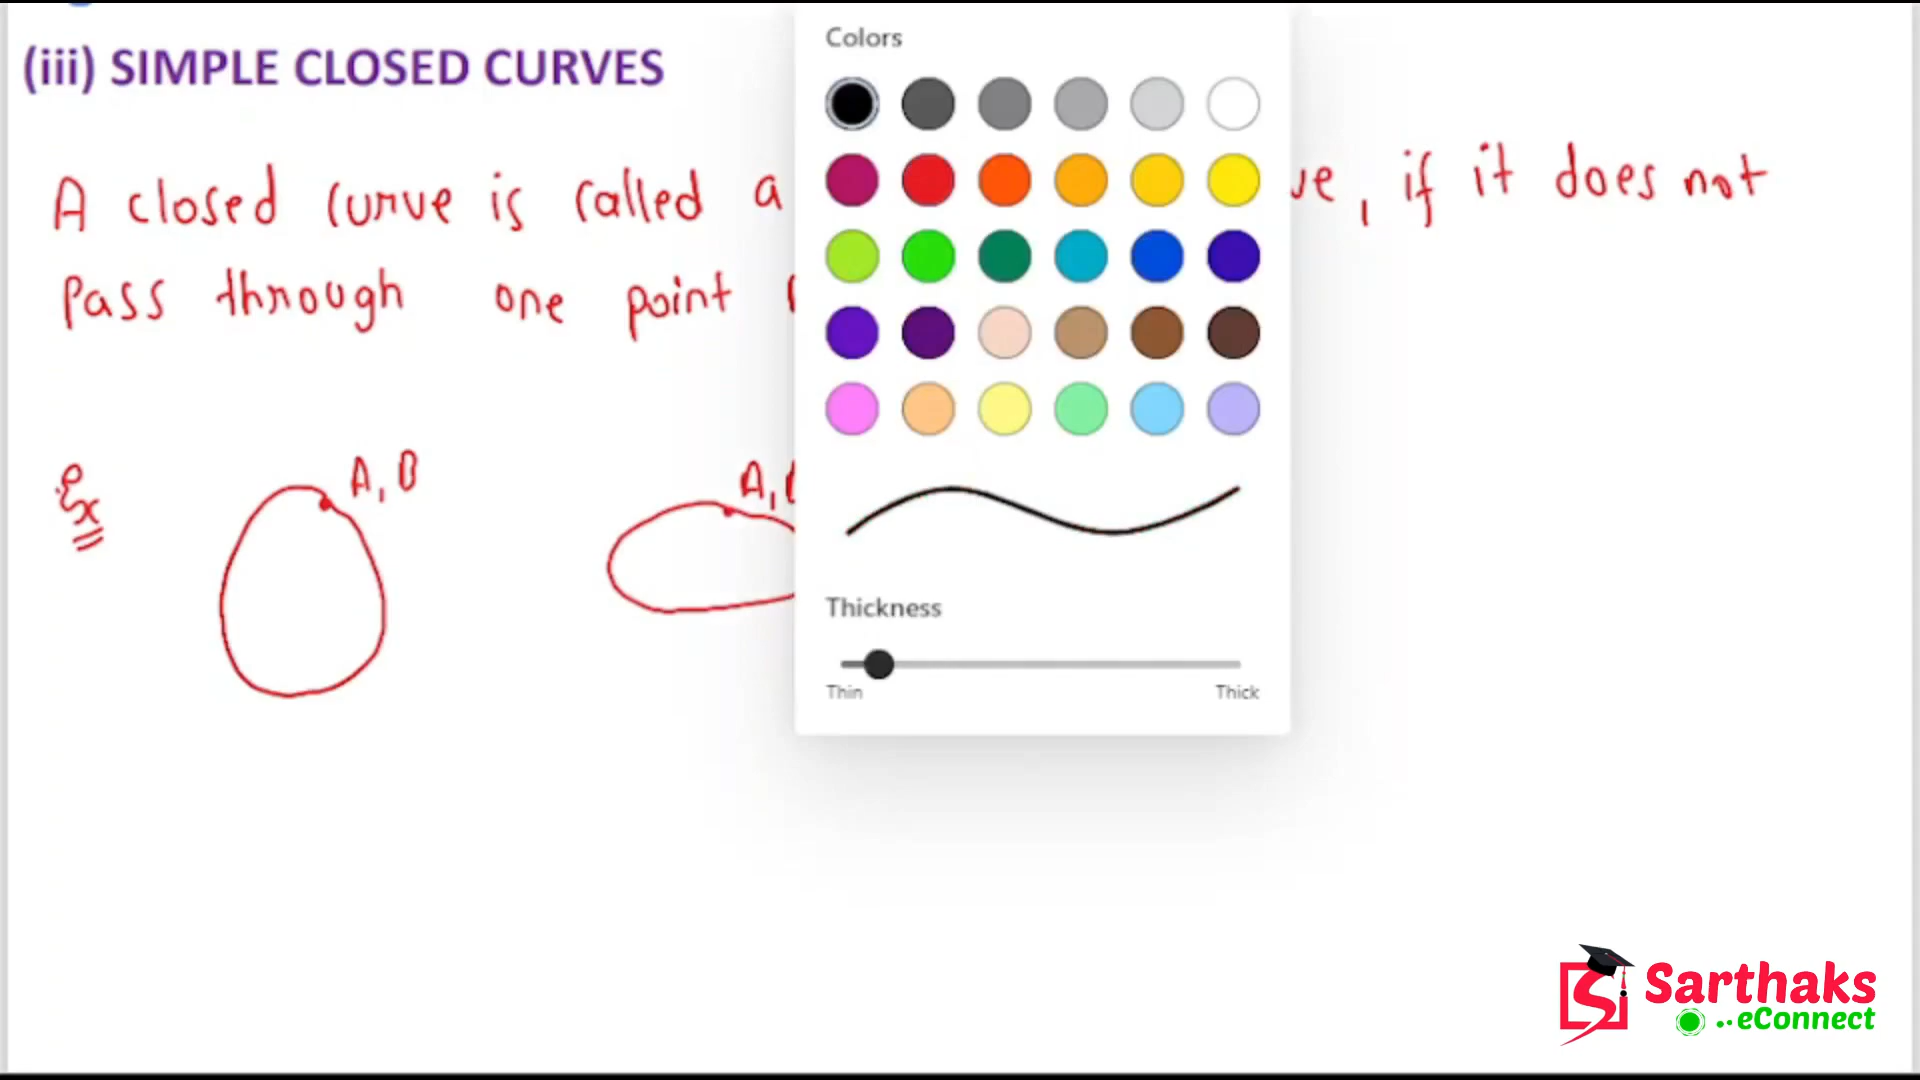 (iii) SIMPLE CLOSED CURVES
Colors
A closed curve is called a
, if it does not
Pass through one point
Ex
A, B
A,
Thickness
Thin
Thick
Sarthaks
eConnect